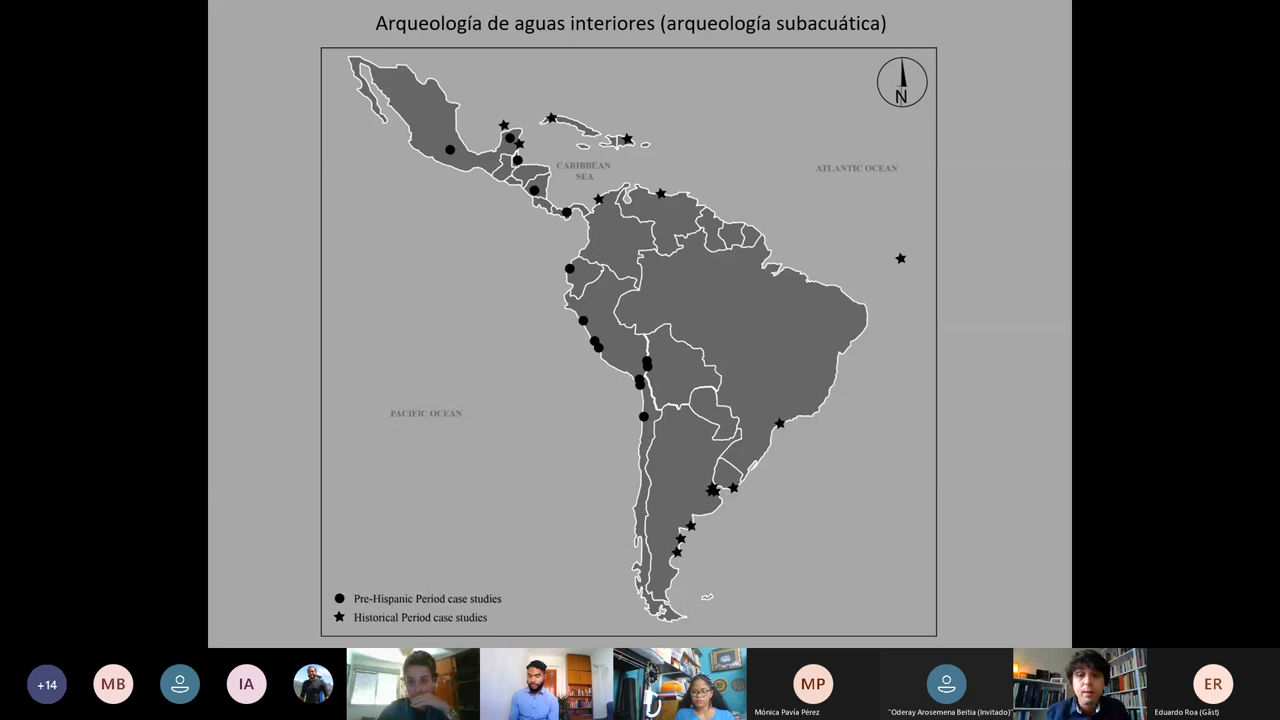 Arqueología de aguas interiores (arqueología subacuática)
N
CARIBBEAN
SEA
ATLANTIC OCEAN
PACIFIC OCEAN
Pre-Hispanic Period case studies
Historical Period case studies
+14
MB
IA
MP
ER
Mónica Pavía Pérez
"Oderay Arosemena Beitia (Invitado)"
Eduardo Roa (Gäst)